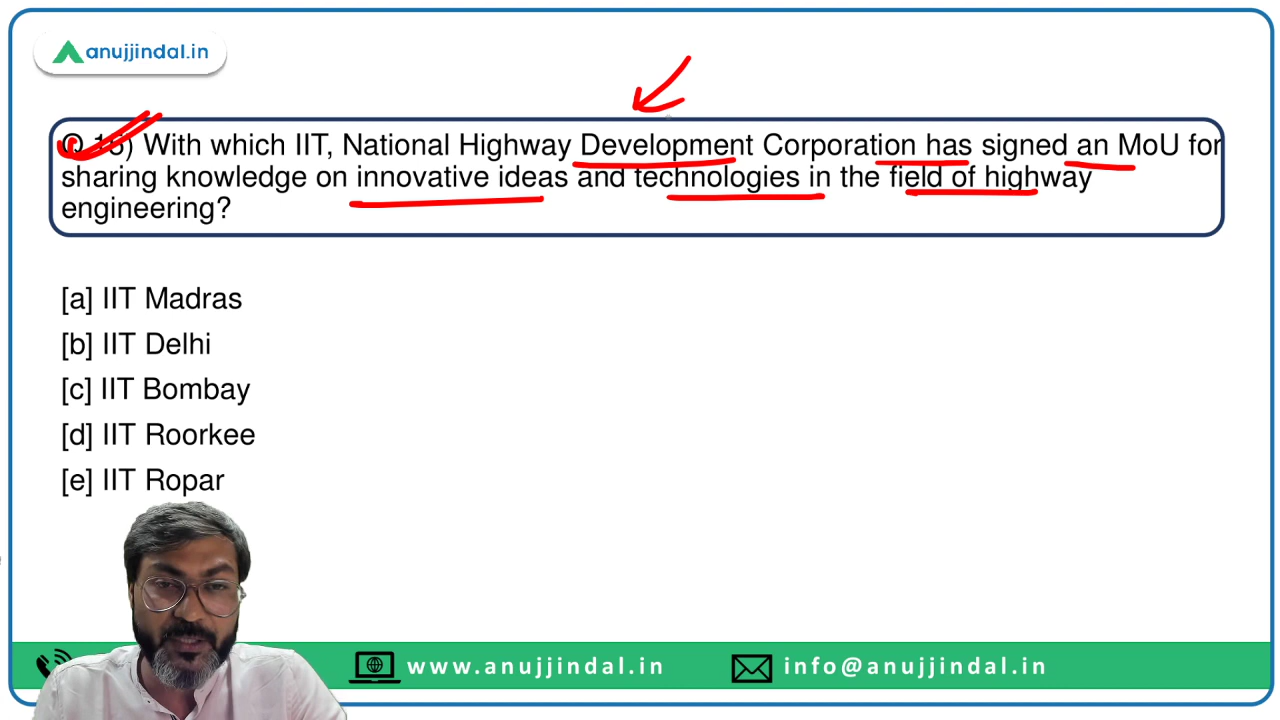 anujjindal.in
Q 16) With which IIT, National Highway Development Corporation has signed an MoU for
sharing knowledge on innovative ideas and technologies in the field of highway
engineering?
[a] IIT Madras
[b] IIT Delhi
[c] IIT Bombay
[d] IIT Roorkee
[e] IIT Ropar
www.anujjindal.in info@anujjindal.in